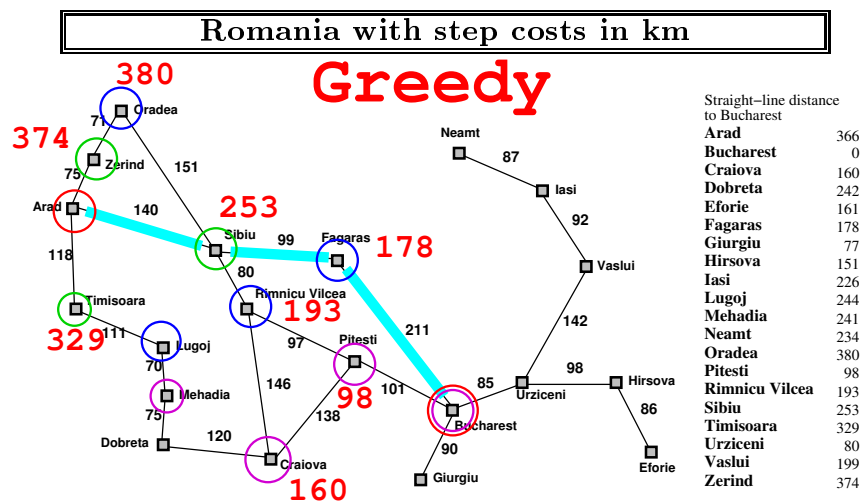 Romania with step costs in km
Greedy
380
Oradea
71
374
Zerind
75
151
Arad
140
253
Sibiu
99
Fagaras
178
118
80
Timisoara
329
111
Lugoj
70
Mehadia
75
Dobreta
120
Rimnicu Vilcea
193
97
Pitesti
98
146
138
Craiova
160
211
101
Bucharest
90
Giurgiu
85
Urziceni
98
Hirsova
86
Eforie
142
Vaslui
92
Iasi
87
Neamt
Straight−line distance
to Bucharest
Arad 366
Bucharest 0
Craiova 160
Dobreta 242
Eforie 161
Fagaras 178
Giurgiu 77
Hirsova 151
Iasi 226
Lugoj 244
Mehadia 241
Neamt 234
Oradea 380
Pitesti 98
Rimnicu Vilcea 193
Sibiu 253
Timisoara 329
Urziceni 80
Vaslui 199
Zerind 374